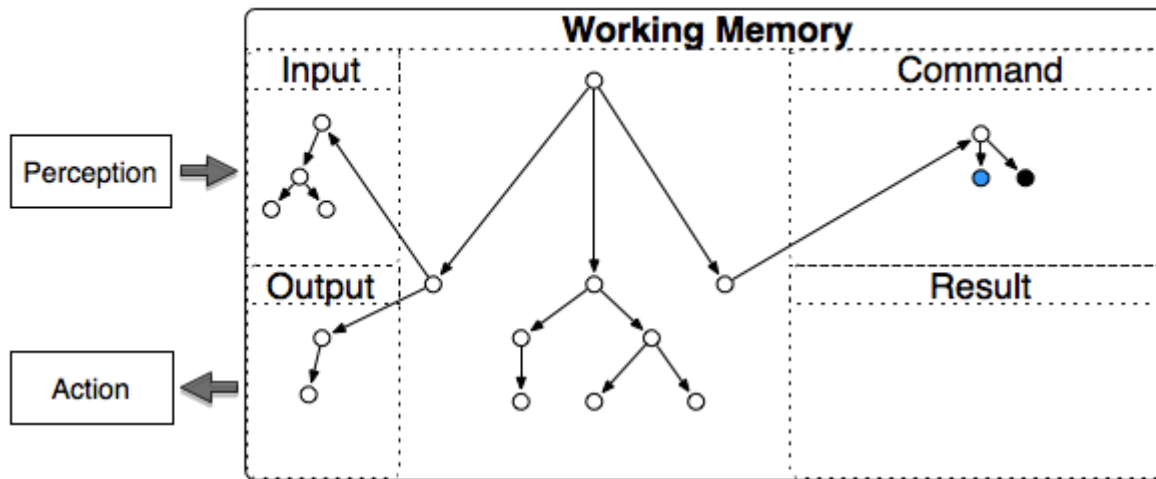 Working Memory
Input
Command
Perception
Output
Result
Action